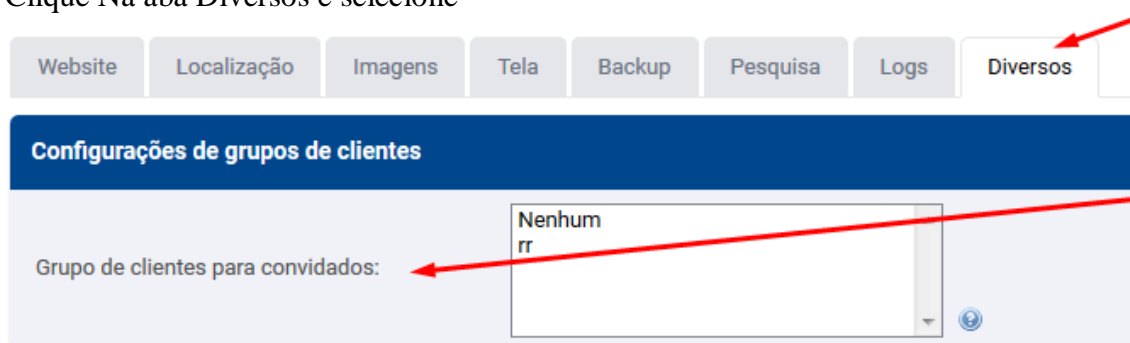 Clique Na aba Diversos e selecione
Website Localização Imagens Tela Backup Pesquisa Logs Diversos
Configurações de grupos de clientes
Nenhum
rr
Grupo de clientes para convidados: